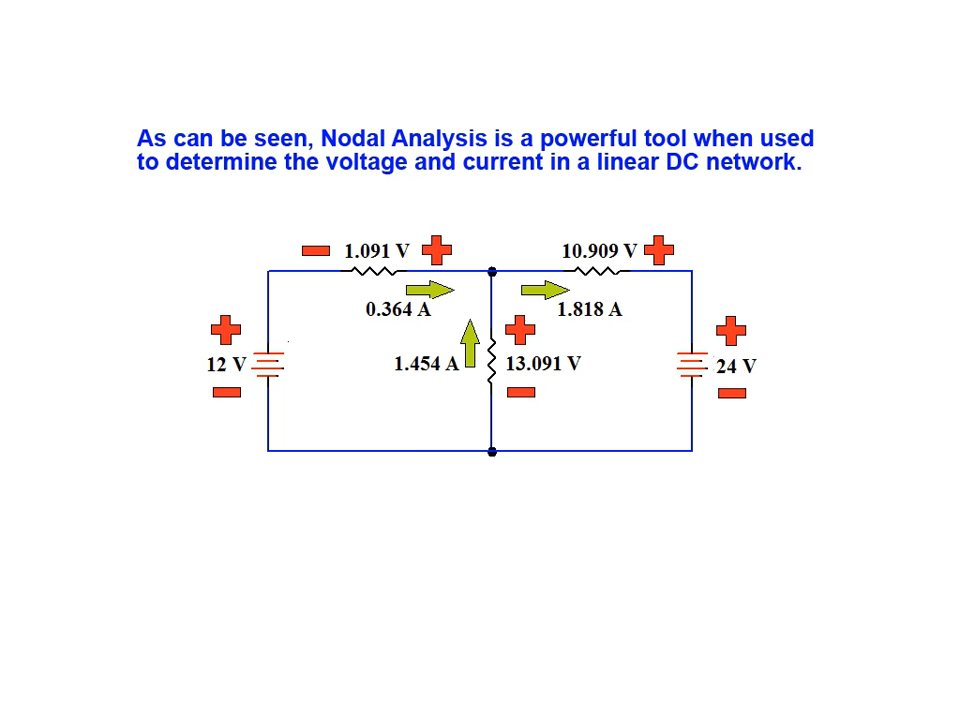 As can be seen, Nodal Analysis is a powerful tool when used
to determine the voltage and current in a linear DC network.
1.091 V
10.909 V
0.364 A
1.818 A
12 V
1.454 A
13.091 V
24 V